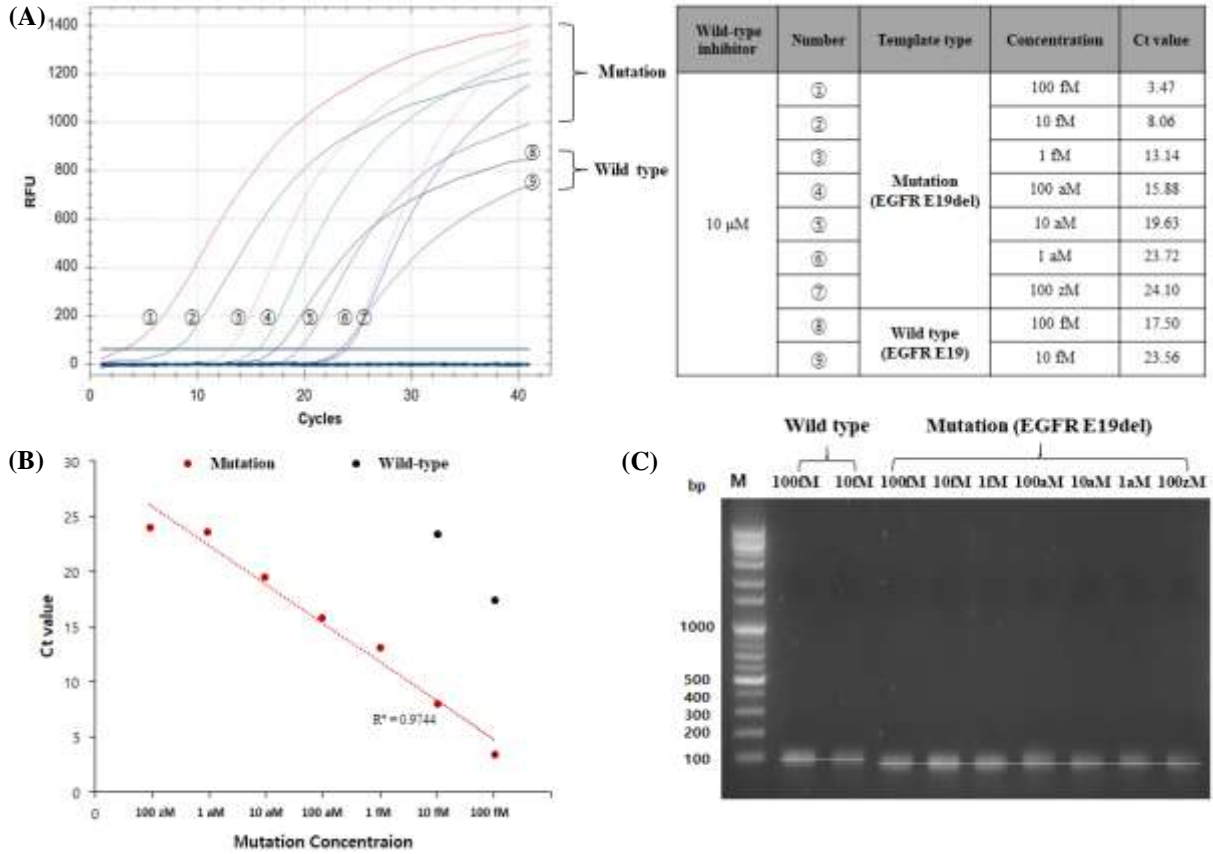 (A)
1400
1200
1000
800
600
400
200
0
RFU
0 10 20 30 40
Cycles
① ② ③ ④ ⑤ ⑥ ⑦
⑧
⑨
Mutation
Wild type
Wild-type inhibitor Number Template type Concentration Ct value
10 μM
Mutation (EGFR E19del)
① 100 fM 3.47
② 10 fM 8.06
③ 1 fM 13.14
④ 100 aM 15.88
⑤ 10 aM 19.63
⑥ 1 aM 23.72
⑦ 100 zM 24.10
Wild type (EGFR E19)
⑧ 100 fM 17.50
⑨ 10 fM 23.56
(B)
Mutation Wild-type
30
25
20
15
10
5
0
Ct value
R² = 0.9744
0 100 zM 1 aM 10 aM 100 aM 1 fM 10 fM 100 fM
Mutation Concentraion
(C)
Wild type Mutation (EGFR E19del)
bp M 100fM 10fM 100fM 10fM 1fM 100aM 10aM 1aM 100zM
1000
500
400
300
200
100